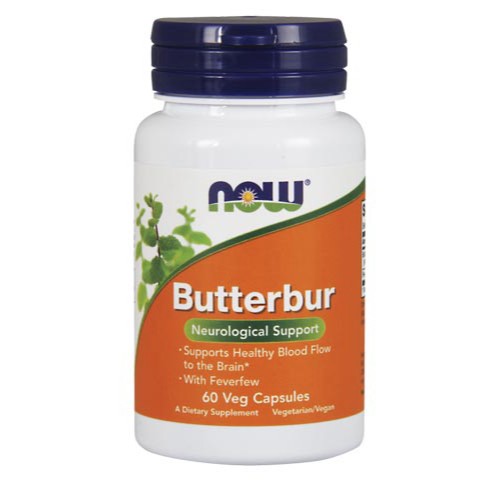 NOW®
Butterbur
Neurological Support
• Supports Healthy Blood Flow
to the Brain*
• With Feverfew
60 Veg Capsules
A Dietary Supplement Vegetarian/Vegan